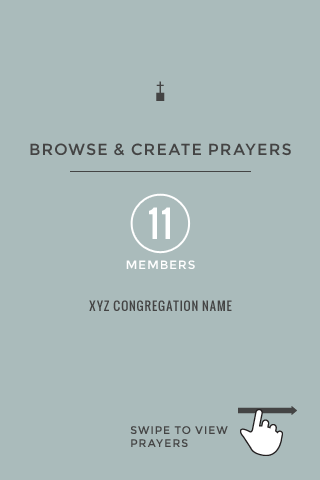 BROWSE & CREATE PRAYERS
11
MEMBERS
XYZ CONGREGATION NAME
SWIPE TO VIEW
PRAYERS